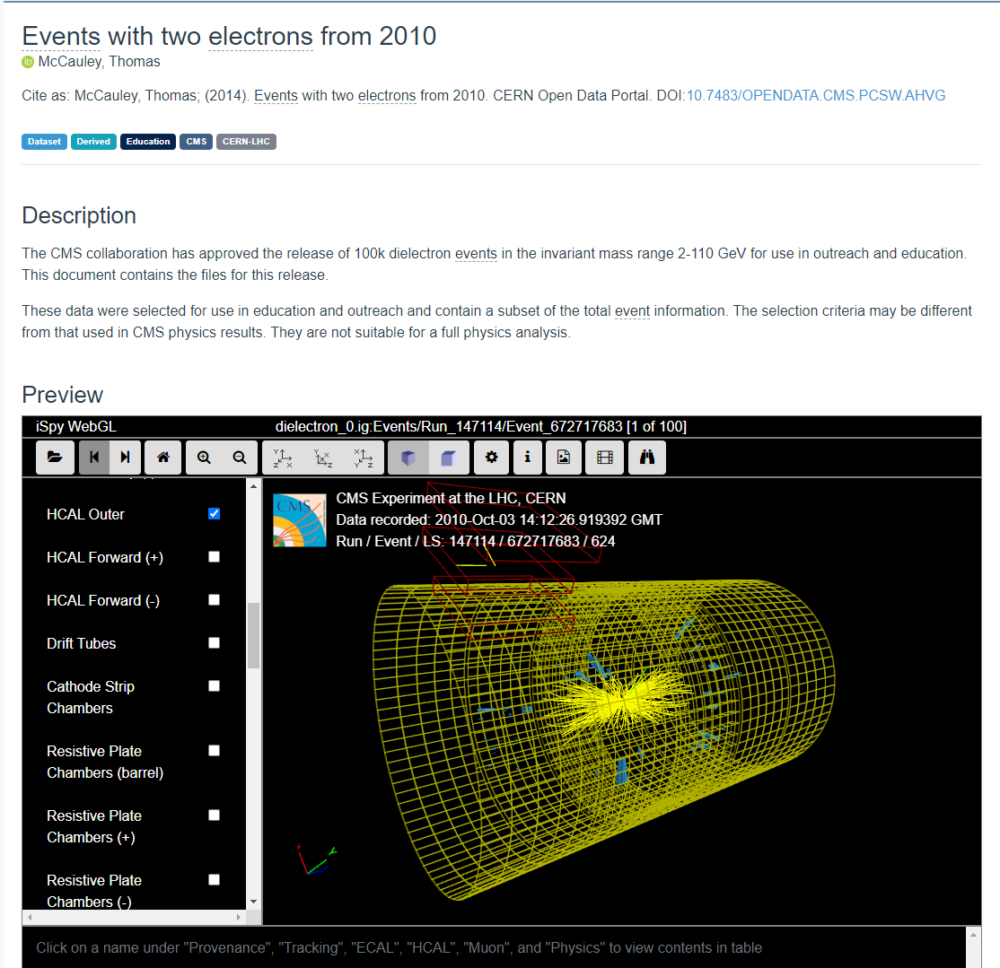 Events with two electrons from 2010
iD McCauley, Thomas
Cite as: McCauley, Thomas; (2014). Events with two electrons from 2010. CERN Open Data Portal. DOI:10.7483/OPENDATA.CMS.PCSW.AHVG
Dataset Derived Education CMS CERN-LHC
Description
The CMS collaboration has approved the release of 100k dielectron events in the invariant mass range 2-110 GeV for use in outreach and education.
This document contains the files for this release.
These data were selected for use in education and outreach and contain a subset of the total event information. The selection criteria may be different
from that used in CMS physics results. They are not suitable for a full physics analysis.
Preview
iSpy WebGL
dielectron_0.ig:Events/Run_147114/Event_672717683 [1 of 100]
HCAL Outer
HCAL Forward (+)
HCAL Forward (-)
Drift Tubes
Cathode Strip
Chambers
Resistive Plate
Chambers (barrel)
Resistive Plate
Chambers (+)
Resistive Plate
Chambers (-)
CMS
CMS Experiment at the LHC, CERN
Data recorded: 2010-Oct-03 14:12:26.919392 GMT
Run / Event / LS: 147114 / 672717683 / 624
Click on a name under "Provenance", "Tracking", "ECAL", "HCAL", "Muon", and "Physics" to view contents in table